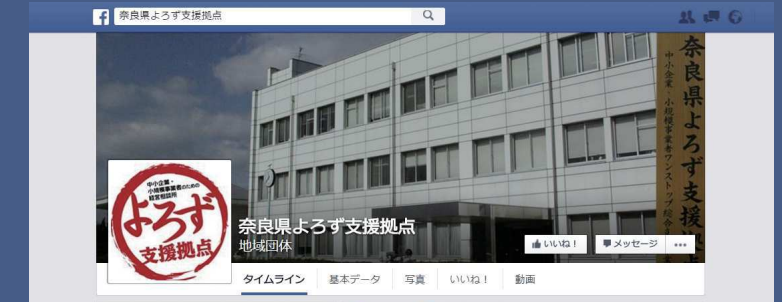 奈良県よろず支援拠点
奈良県よろず支援拠
中小企業・小規模事業者ワンストップ総合
中小企業・
小規模事業者のための
経営相談所
よろず
支援拠点
奈良県よろず支援拠点
地域団体
いいね！
メッセージ
タイムライン
基本データ
写真
いいね！
動画